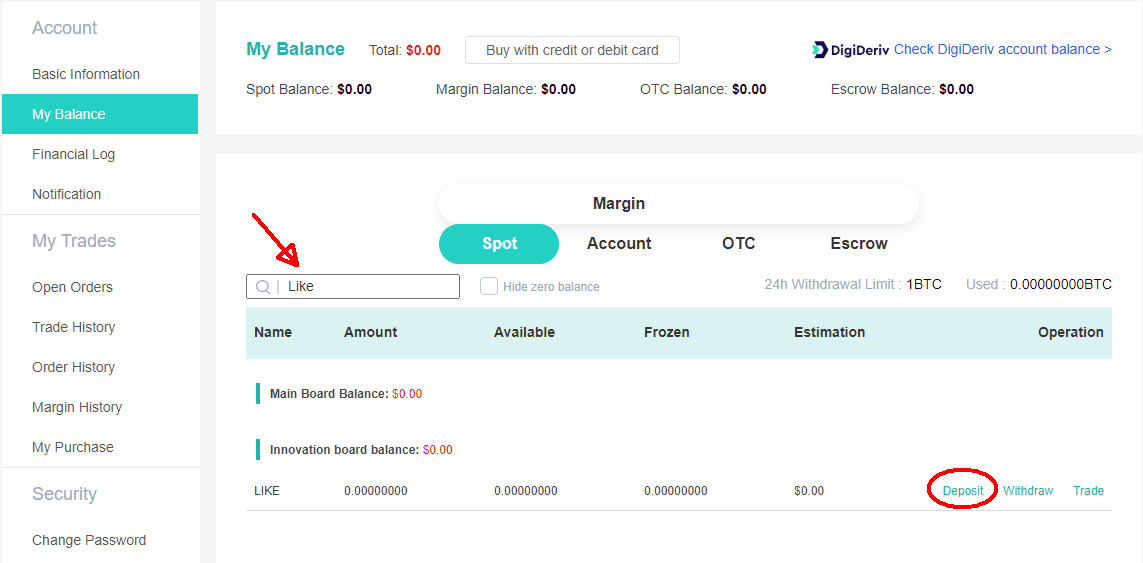 Account
Basic Information
My Balance
Financial Log
Notification
My Trades
Open Orders
Trade History
Order History
Margin History
My Purchase
Security
Change Password
My Balance Total: $0.00 Buy with credit or debit card DigiDeriv Check DigiDeriv account balance >
Spot Balance: $0.00 Margin Balance: $0.00 OTC Balance: $0.00 Escrow Balance: $0.00
Margin
Spot Account OTC Escrow
Like Hide zero balance 24h Withdrawal Limit : 1BTC Used : 0.00000000BTC
Name Amount Available Frozen Estimation Operation
Main Board Balance: $0.00
Innovation board balance: $0.00
LIKE 0.00000000 0.00000000 0.00000000 $0.00 Deposit Withdraw Trade